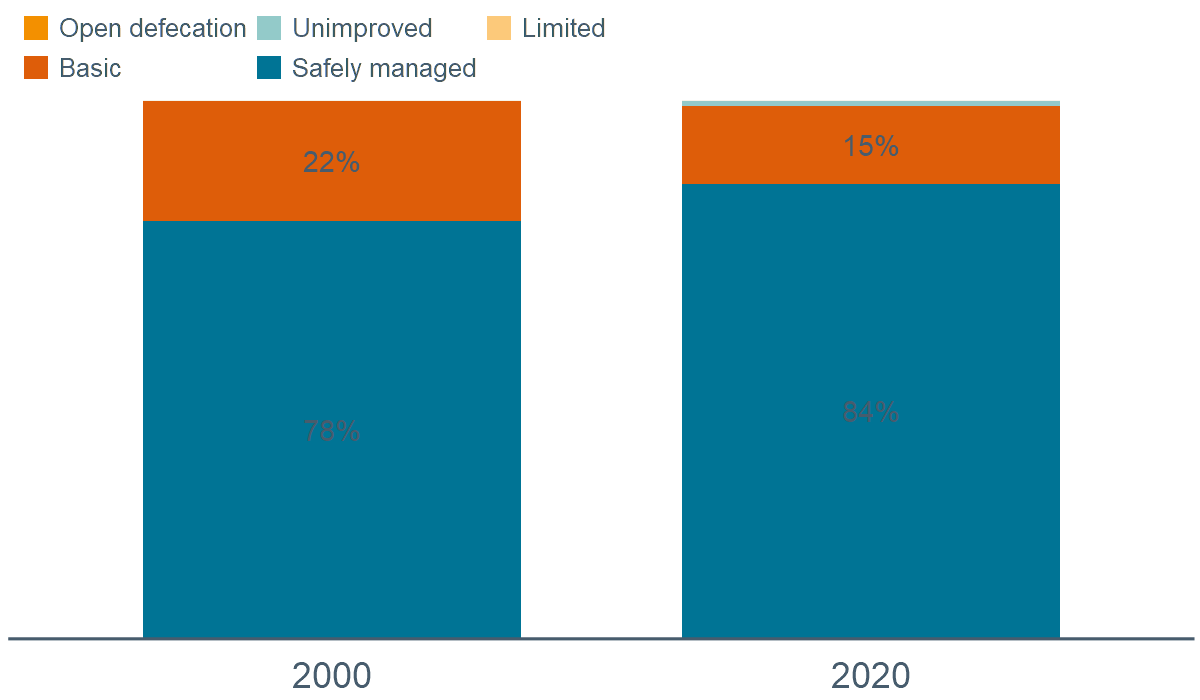 Open defecation Unimproved Limited
Basic Safely managed
22%
15%
78%
84%
2000 2020